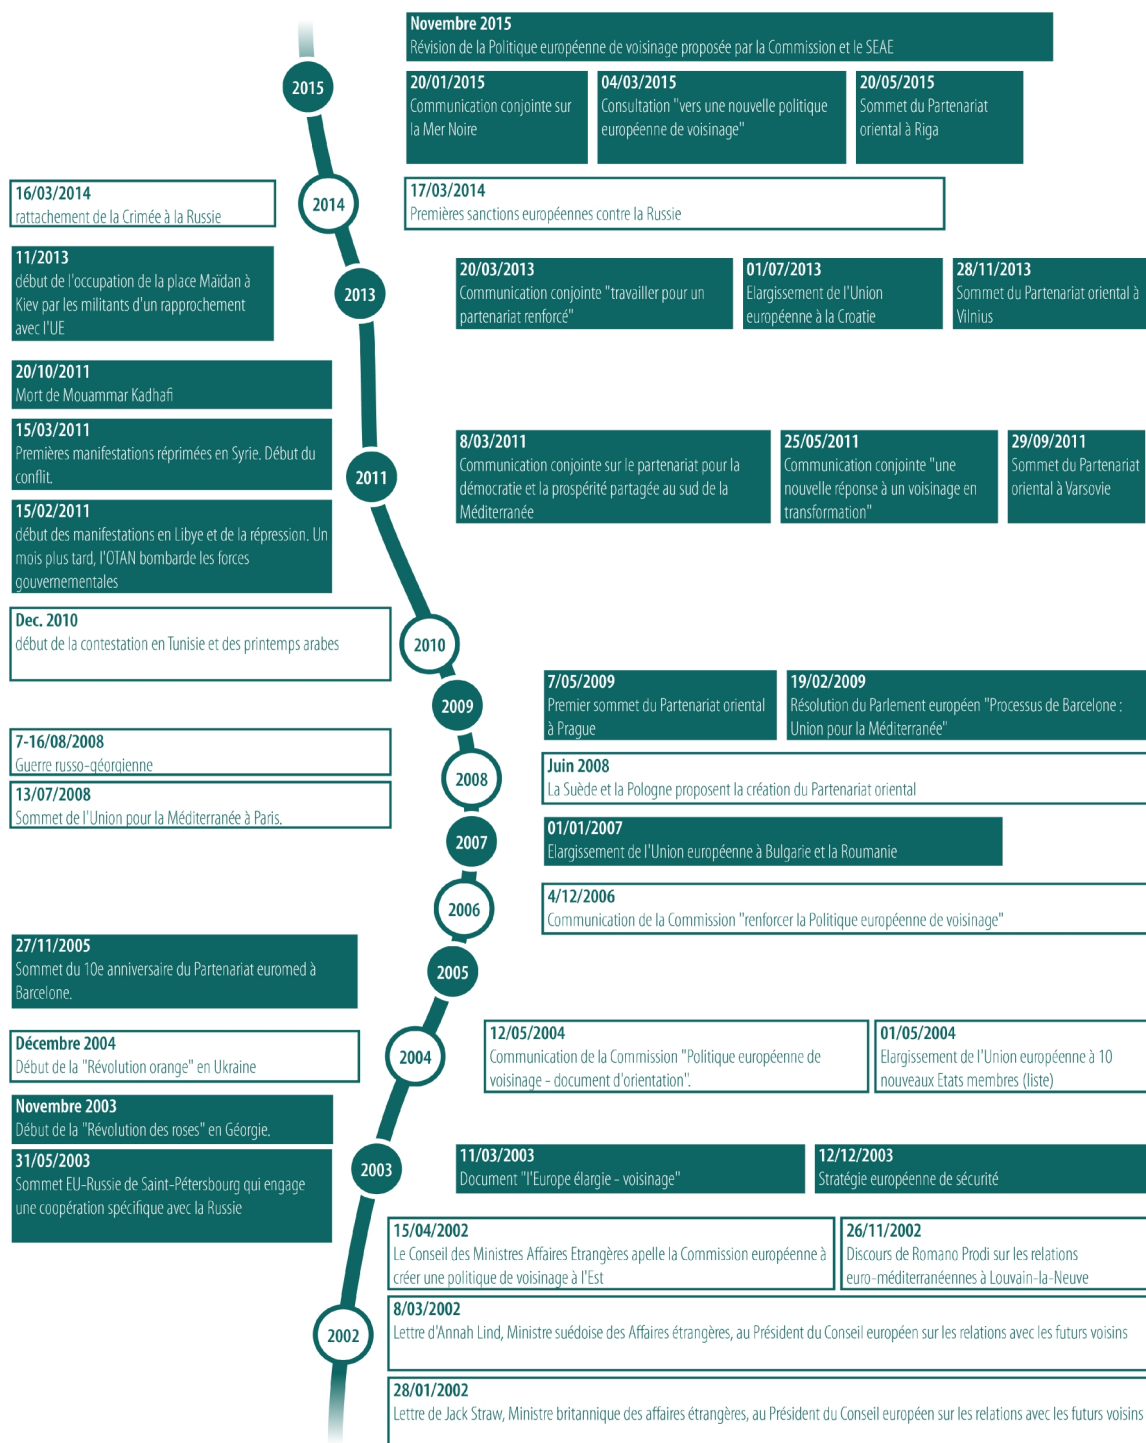 Novembre 2015
Révision de la Politique européenne de voisinage proposée par la Commission et le SEAE
2015
20/01/2015
Communication conjointe sur
la Mer Noire
04/03/2015
Consultation "vers une nouvelle politique
européenne de voisinage"
20/05/2015
Sommet du Partenariat
oriental à Riga
16/03/2014
rattachement de la Crimée à la Russie
2014
17/03/2014
Premières sanctions européennes contre la Russie
11/2013
début de l'occupation de la place Maïdan à
Kiev par les militants d'un rapprochement
avec l'UE
2013
20/03/2013
Communication conjointe "travailler pour un
partenariat renforcé"
01/07/2013
Elargissement de l'Union
européenne à la Croatie
28/11/2013
Sommet du Partenariat oriental à
Vilnius
20/10/2011
Mort de Mouammar Kadhafi
15/03/2011
Premières manifestations réprimées en Syrie. Début du
conflit.
15/02/2011
début des manifestations en Libye et de la répression. Un
mois plus tard, l'OTAN bombarde les forces
gouvernementales
2011
8/03/2011
Communication conjointe sur le partenariat pour la
démocratie et la prospérité partagée au sud de la
Méditerranée
25/05/2011
Communication conjointe "une
nouvelle réponse à un voisinage en
transformation"
29/09/2011
Sommet du Partenariat
oriental à Varsovie
Dec. 2010
début de la contestation en Tunisie et des printemps arabes
2010
2009
7/05/2009
Premier sommet du Partenariat oriental
à Prague
19/02/2009
Résolution du Parlement européen "Processus de Barcelone :
Union pour la Méditerranée"
7-16/08/2008
Guerre russo-géorgienne
13/07/2008
Sommet de l'Union pour la Méditerranée à Paris.
2008
Juin 2008
La Suède et la Pologne proposent la création du Partenariat oriental
2007
01/01/2007
Elargissement de l'Union européenne à Bulgarie et la Roumanie
2006
4/12/2006
Communication de la Commission "renforcer la Politique européenne de voisinage"
27/11/2005
Sommet du 10e anniversaire du Partenariat euromed à
Barcelone.
2005
Décembre 2004
Début de la "Révolution orange" en Ukraine
2004
12/05/2004
Communication de la Commission "Politique européenne de
voisinage - document d'orientation".
01/05/2004
Elargissement de l'Union européenne à 10
nouveaux Etats membres (liste)
Novembre 2003
Début de la "Révolution des roses" en Géorgie.
31/05/2003
Sommet EU-Russie de Saint-Pétersbourg qui engage
une coopération spécifique avec la Russie
2003
11/03/2003
Document "l'Europe élargie - voisinage"
12/12/2003
Stratégie européenne de sécurité
15/04/2002
Le Conseil des Ministres Affaires Etrangères apelle la Commission européenne à
créer une politique de voisinage à l'Est
26/11/2002
Discours de Romano Prodi sur les relations
euro-méditerranéennes à Louvain-la-Neuve
2002
8/03/2002
Lettre d'Annah Lind, Ministre suédoise des Affaires étrangères, au Président du Conseil européen sur les relations avec les futurs voisins
28/01/2002
Lettre de Jack Straw, Ministre britannique des affaires étrangères, au Président du Conseil européen sur les relations avec les futurs voisins